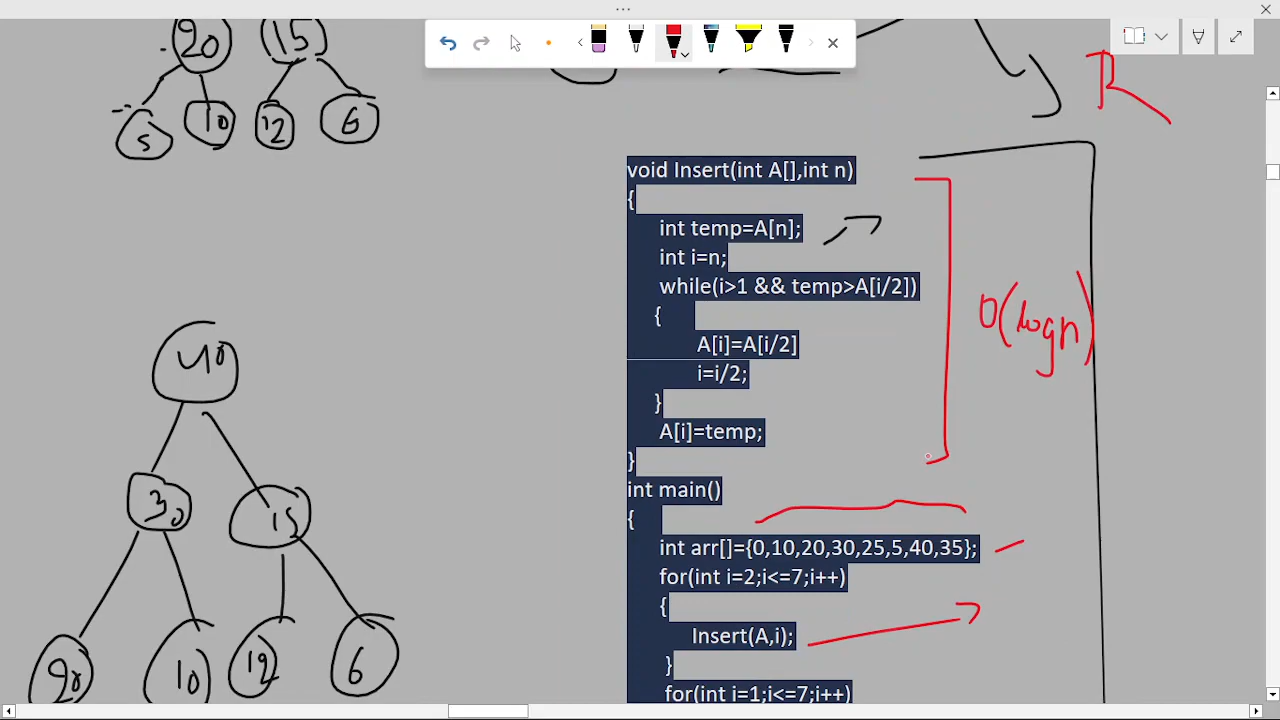 20 15
5 10 12 6
R
void Insert(int A[],int n)
{
int temp=A[n];
int i=n;
while(i>1 && temp>A[i/2])
{
A[i]=A[i/2]
i=i/2;
}
A[i]=temp;
}
int main()
{
int arr[]={0,10,20,30,25,5,40,35};
for(int i=2;i<=7;i++)
{
Insert(A,i);
}
for(int i=1;i<=7;i++)
O(logn)
40
30 15
20 10 12 6